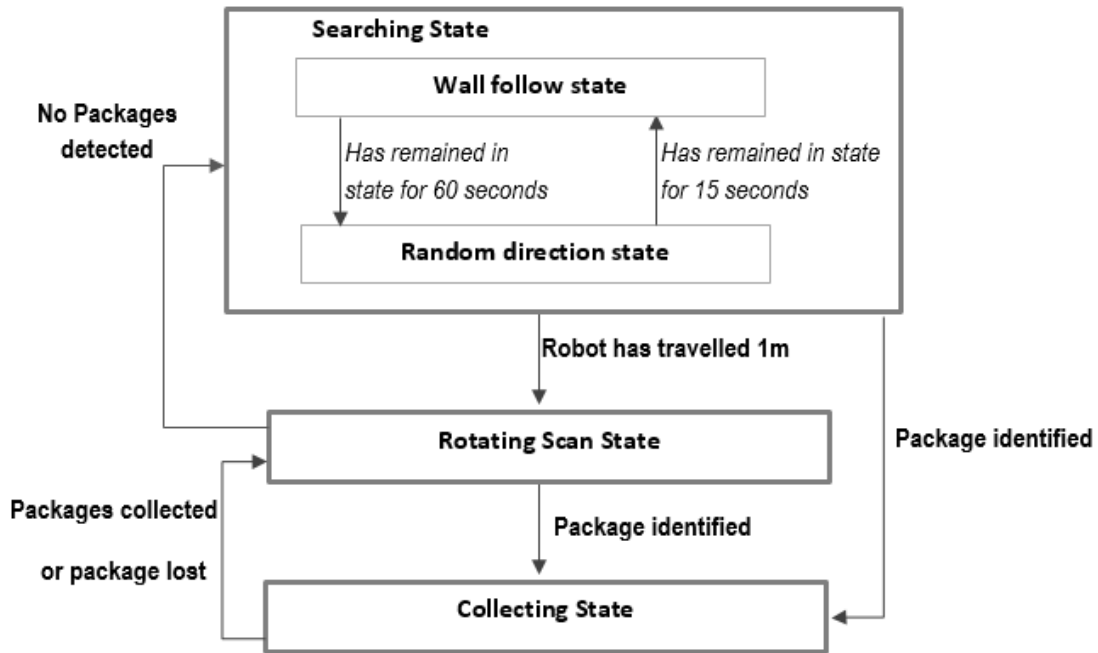 Searching State
Wall follow state
No Packages
detected
Has remained in
state for 60 seconds
Has remained in state
for 15 seconds
Random direction state
Robot has travelled 1m
Rotating Scan State
Package identified
Packages collected
or package lost
Package identified
Collecting State